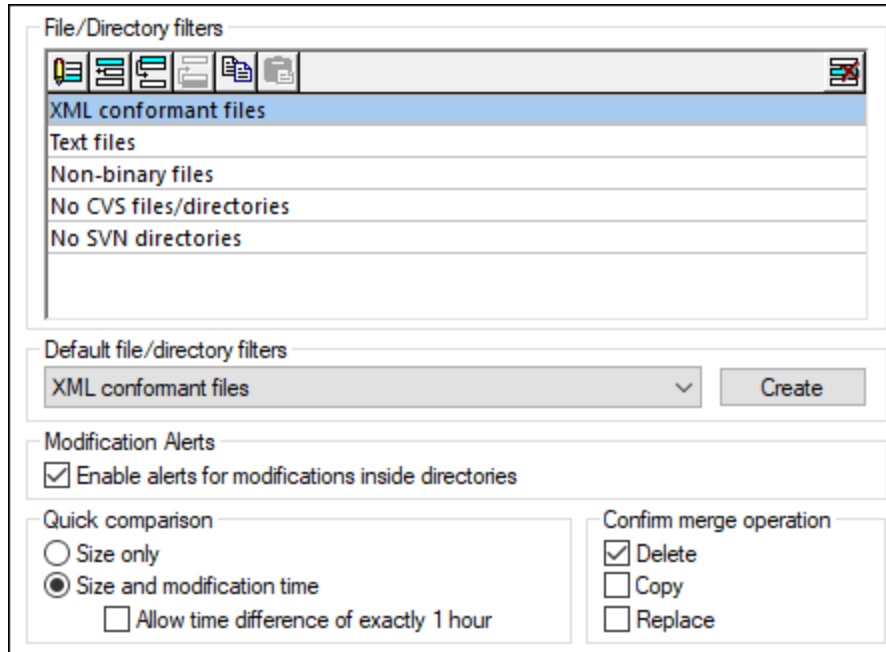 File/Directory filters
XML conformant files
Text files
Non-binary files
No CVS files/directories
No SVN directories
Default file/directory filters
XML conformant files
Create
Modification Alerts
Enable alerts for modifications inside directories
Quick comparison
Size only
Size and modification time
Allow time difference of exactly 1 hour
Confirm merge operation
Delete
Copy
Replace